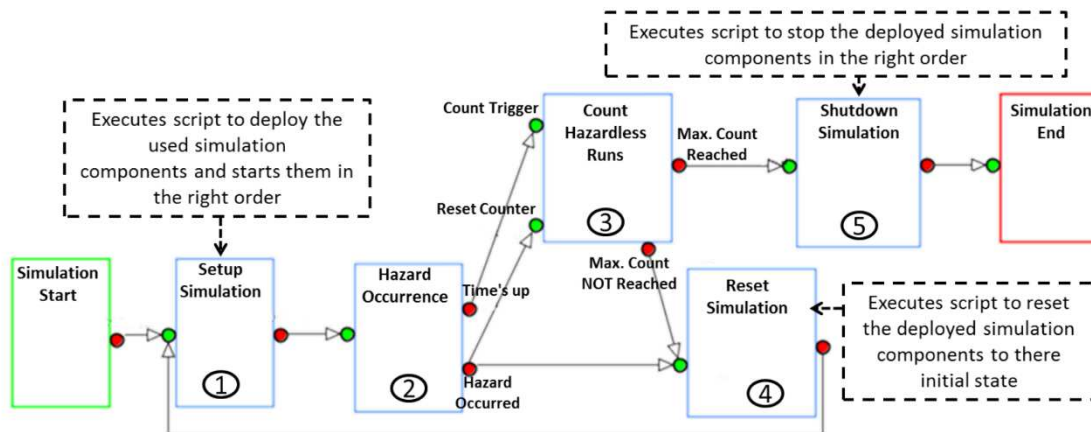 Executes script to stop the deployed simulation
components in the right order
Executes script to deploy the
used simulation
components and starts them in
the right order
Count Trigger
Count
Hazardless
Runs
Max. Count
Reached
Shutdown
Simulation
Simulation
End
Reset Counter
3
5
Simulation
Start
Setup
Simulation
Hazard
Occurrence
Time's up
Max. Count
NOT Reached
Reset
Simulation
Executes script to reset
the deployed simulation
components to there
initial state
1
2
Hazard
Occurred
4